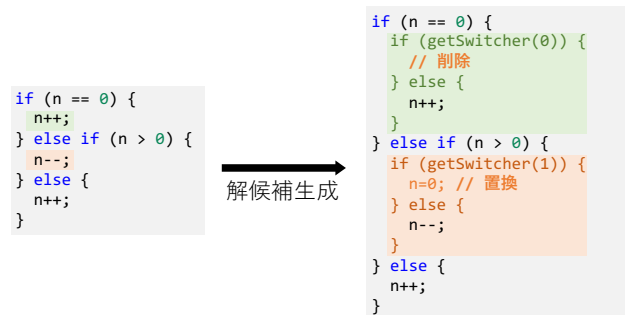 if (n == 0) {
  n++;
} else if (n > 0) {
  n--;
} else {
  n++;
}
解候補生成
if (n == 0) {
  if (getSwitcher(0)) {
    // 削除
  } else {
    n++;
  }
} else if (n > 0) {
  if (getSwitcher(1)) {
    n=0; // 置換
  } else {
    n--;
  }
} else {
  n++;
}